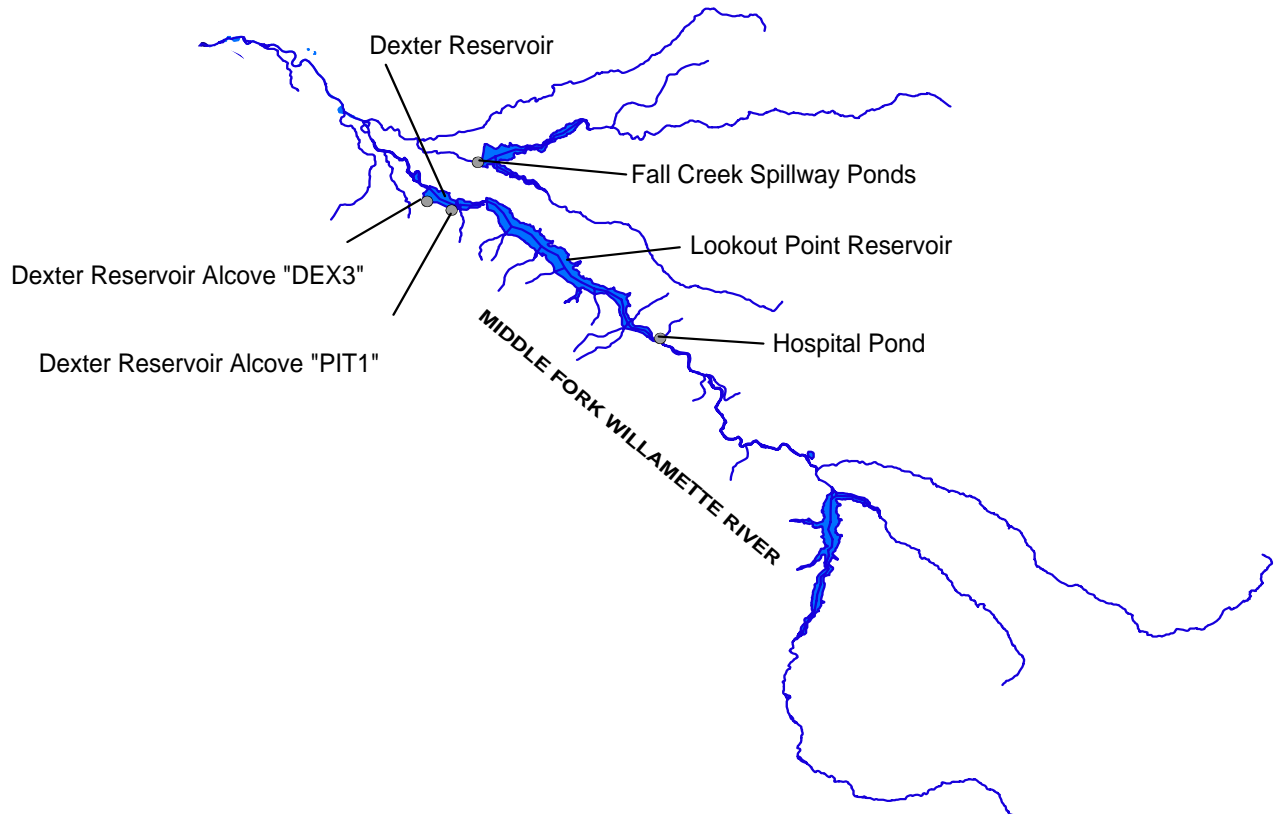 Dexter Reservoir
Fall Creek Spillway Ponds
Lookout Point Reservoir
Dexter Reservoir Alcove "DEX3"
Hospital Pond
Dexter Reservoir Alcove "PIT1"
MIDDLE FORK WILLAMETTE RIVER